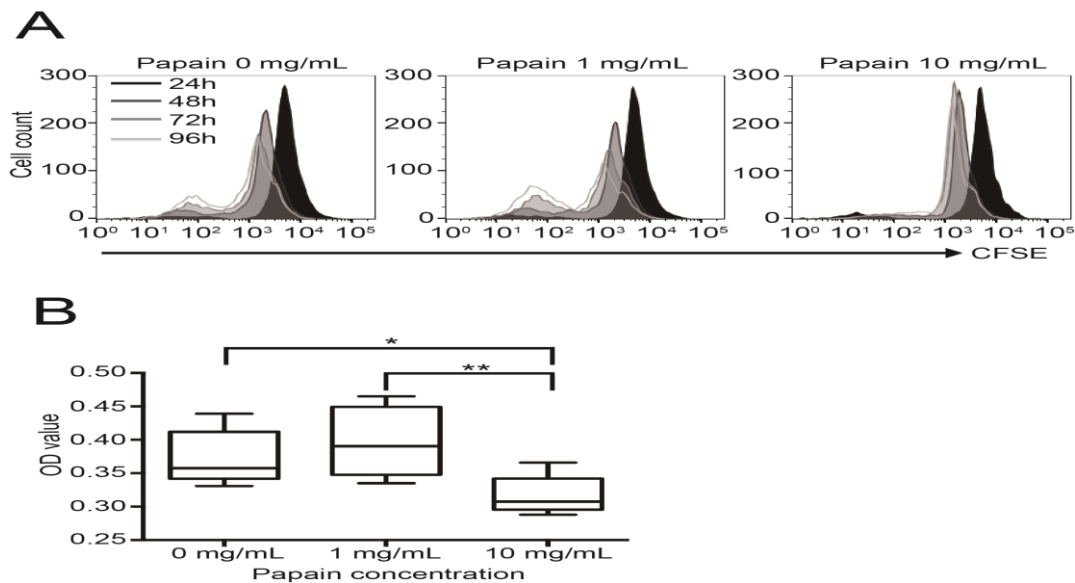 A
Papain 0 mg/mL Papain 1 mg/mL Papain 10 mg/mL
300
200
100
0
Cell count
24h
48h
72h
96h
10⁰ 10¹ 10² 10³ 10⁴ 10⁵ 10⁰ 10¹ 10² 10³ 10⁴ 10⁵ 10⁰ 10¹ 10² 10³ 10⁴ 10⁵
300
200
100
0
300
200
100
0
CFSE
B
*
**
0.50
0.45
0.40
0.35
0.30
0.25
OD value
0 mg/mL 1 mg/mL 10 mg/mL
Papain concentration